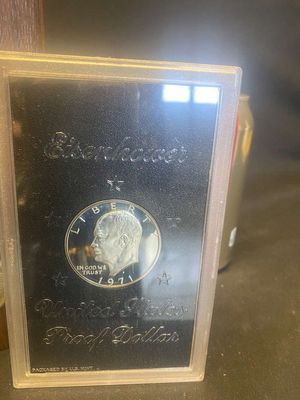 Eisenhower
LIBERTY
IN GOD WE
TRUST
1971
United States
Proof Dollar
PACKAGED BY U.S. MINT